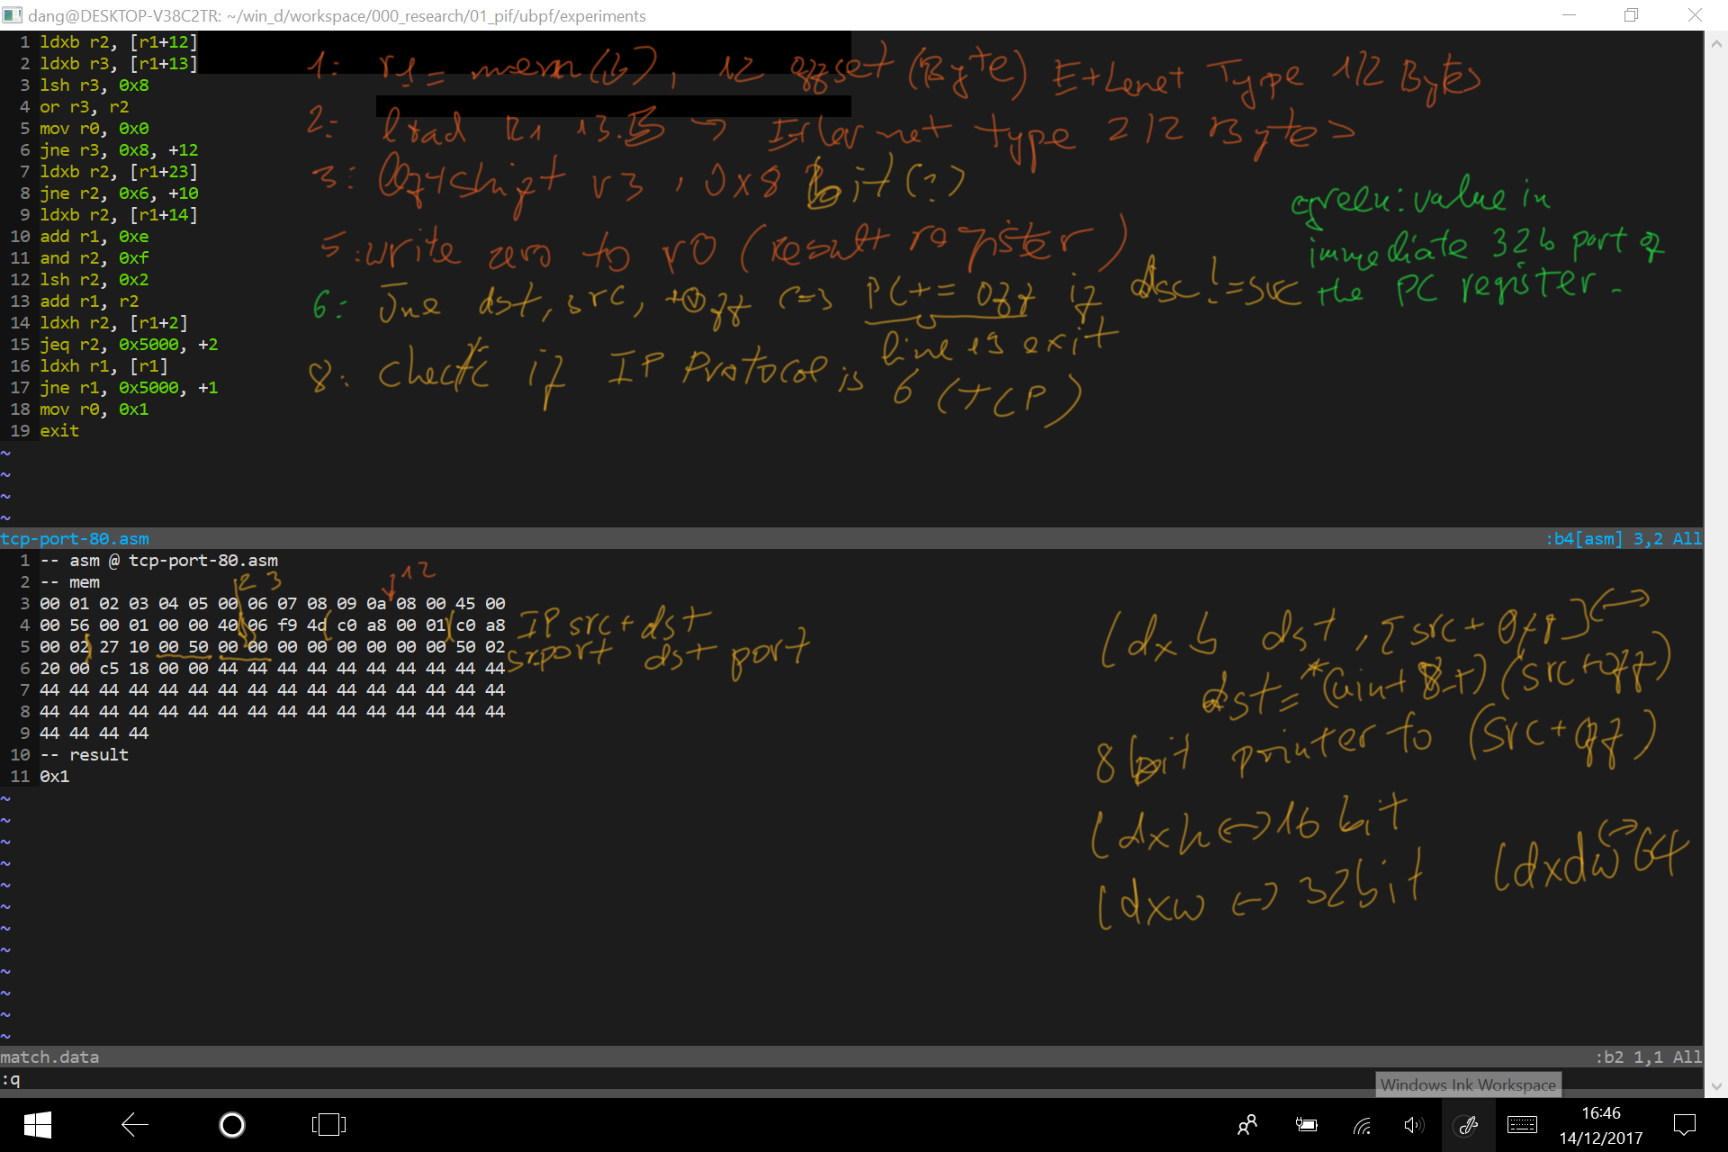 dang@DESKTOP-V38C2TR: ~/win_d/workspace/000_research/01_pif/ubpf/experiments
1 ldxb r2, [r1+12]
2 ldxb r3, [r1+13]
3 lsh r3, 0x8
4 or r3, r2
5 mov r0, 0x0
6 jne r3, 0x8, +12
7 ldxb r2, [r1+23]
8 jne r2, 0x6, +10
9 ldxb r2, [r1+14]
10 add r1, 0xe
11 and r2, 0xf
12 lsh r2, 0x2
13 add r1, r2
14 ldxh r2, [r1+2]
15 jeq r2, 0x5000, +2
16 ldxh r1, [r1]
17 jne r1, 0x5000, +1
18 mov r0, 0x1
19 exit
~
~
~
~
1: r1 = mem(b), 12 offset (Byte) Type 1/2 Bytes
2: type 2/2 Bytes
3: r3, 0x8 bit(?)
5: write zero to r0 (result register)
6: Jne dst, src, +off <=> PC += off if != src
line 19 exit
8: check if IP Protocol is 6 (TCP)
green: value in
immediate 32b part of
the PC register.
tcp-port-80.asm :b4[asm] 3,2 All
1 -- asm @ tcp-port-80.asm
2 -- mem
23 12
3 00 01 02 03 04 05 00 06 07 08 09 0a 08 00 45 00
4 00 56 00 01 00 00 40 06 f9 4d c0 a8 00 01 c0 a8
5 00 02 27 10 00 50 00 00 00 00 00 00 00 00 50 02
6 20 00 c5 18 00 00 44 44 44 44 44 44 44 44 44 44
7 44 44 44 44 44 44 44 44 44 44 44 44 44 44 44 44
8 44 44 44 44 44 44 44 44 44 44 44 44 44 44 44 44
9 44 44 44 44
10 -- result
11 0x1
IP src + dst
dst port
ldxb dst, [src + off] <->
dst = *(uint8_t) (src + off)
8 bit pointer to (src + off)
ldxh <-> 16 bit
ldxw <-> 32 bit ldxdw <-> 64
~
~
~
~
~
~
~
~
~
~
~
~
match.data :b2 1,1 All
:q
Windows Ink Workspace
16:46
14/12/2017